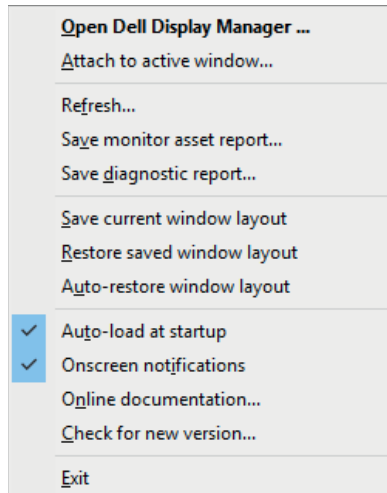 Open Dell Display Manager ...
Attach to active window...
Refresh...
Save monitor asset report...
Save diagnostic report...
Save current window layout
Restore saved window layout
Auto-restore window layout
Auto-load at startup
Onscreen notifications
Online documentation...
Check for new version...
Exit